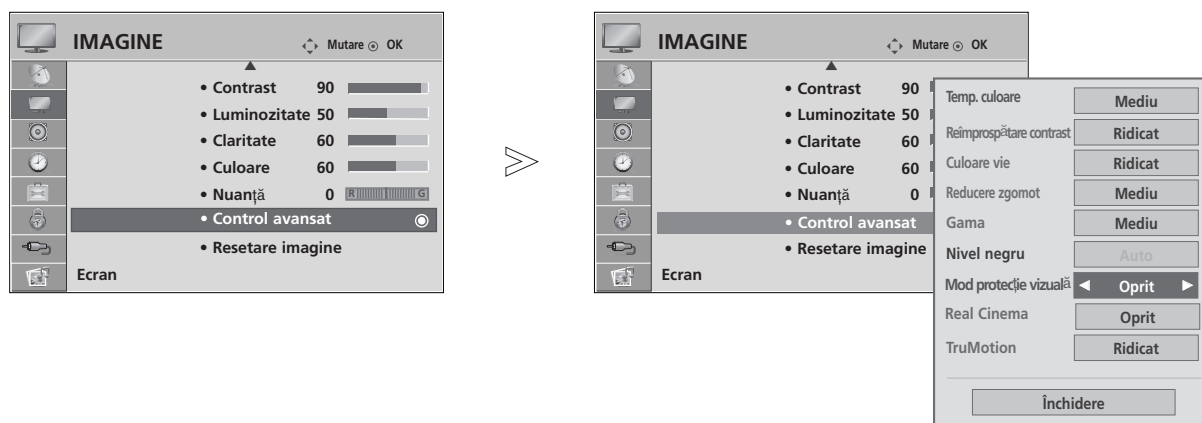 IMAGINE Mutare OK
• Contrast 90
• Luminozitate 50
• Claritate 60
• Culoare 60
• Nuanță 0 R G
• Control avansat
• Resetare imagine
Ecran
IMAGINE Mutare OK
• Contrast 90
• Luminozitate 50
• Claritate 60
• Culoare 60
• Nuanță 0
• Control avansat
• Resetare imagine
Ecran
Temp. culoare Mediu
Reîmprospătare contrast Ridicat
Culoare vie Ridicat
Reducere zgomot Mediu
Gama Mediu
Nivel negru Auto
Mod protecţie vizuală Oprit
Real Cinema Oprit
TruMotion Ridicat
Închidere